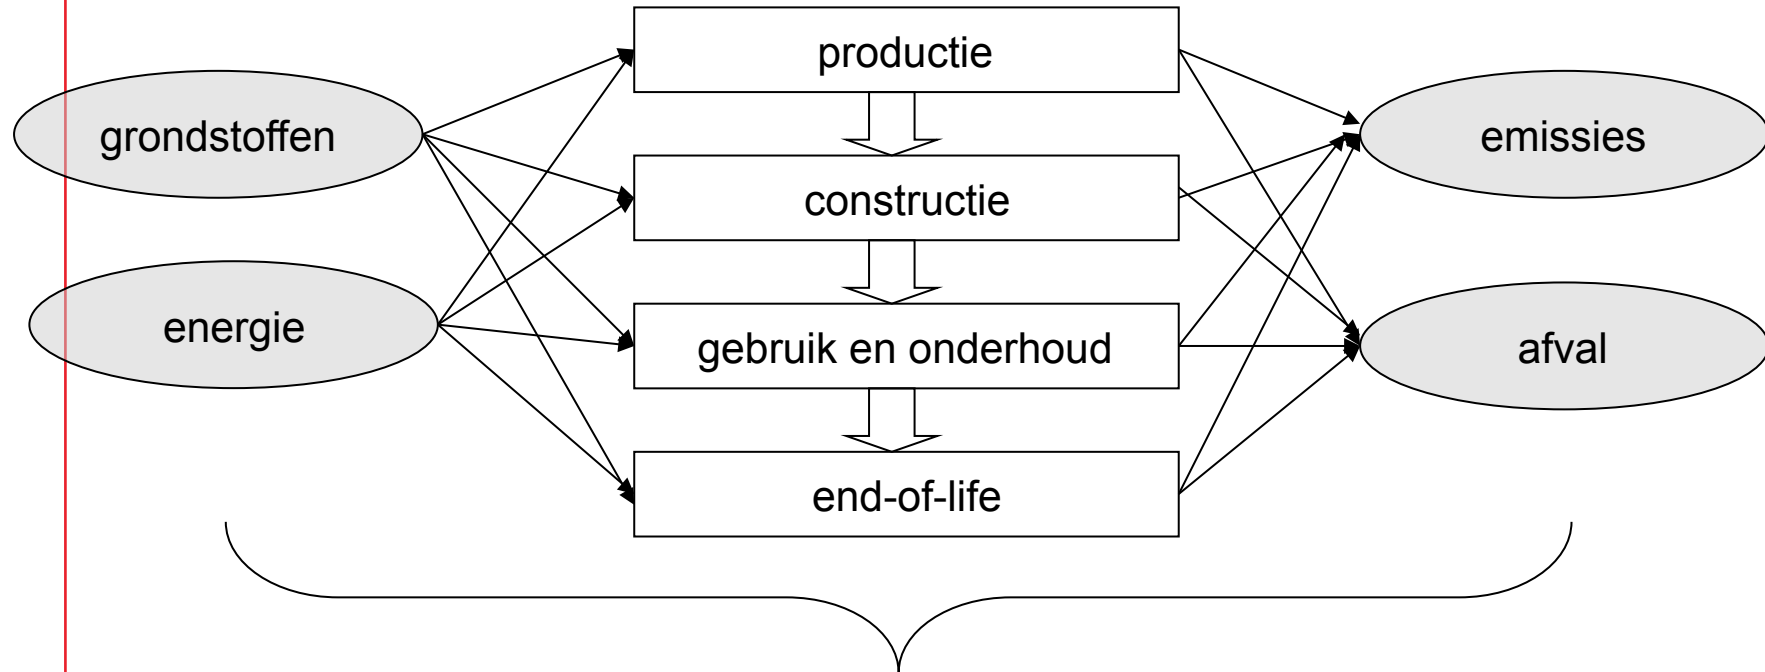 productie
grondstoffen
emissies
constructie
energie
gebruik en onderhoud
afval
end-of-life